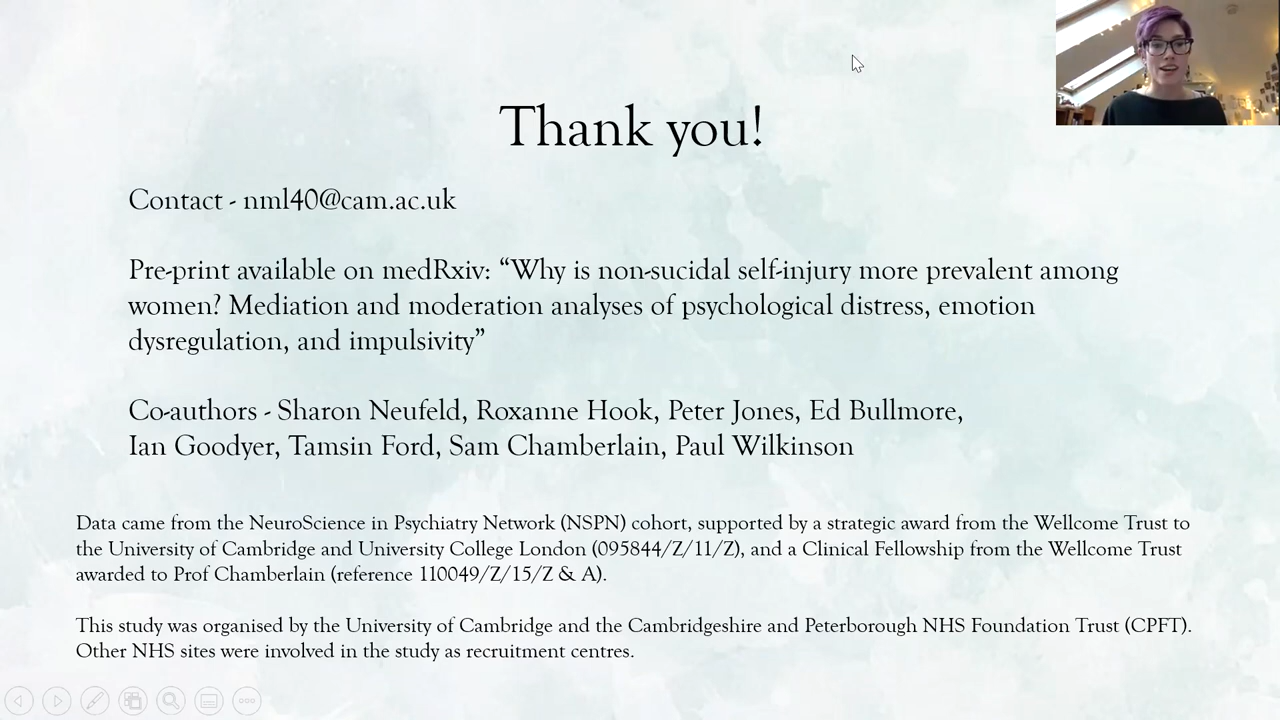 Thank you!
Contact - nml40@cam.ac.uk
Pre-print available on medRxiv: “Why is non-sucidal self-injury more prevalent among
women? Mediation and moderation analyses of psychological distress, emotion
dysregulation, and impulsivity”
Co-authors - Sharon Neufeld, Roxanne Hook, Peter Jones, Ed Bullmore,
Ian Goodyer, Tamsin Ford, Sam Chamberlain, Paul Wilkinson
Data came from the NeuroScience in Psychiatry Network (NSPN) cohort, supported by a strategic award from the Wellcome Trust to
the University of Cambridge and University College London (095844/Z/11/Z), and a Clinical Fellowship from the Wellcome Trust
awarded to Prof Chamberlain (reference 110049/Z/15/Z & A).
This study was organised by the University of Cambridge and the Cambridgeshire and Peterborough NHS Foundation Trust (CPFT).
Other NHS sites were involved in the study as recruitment centres.